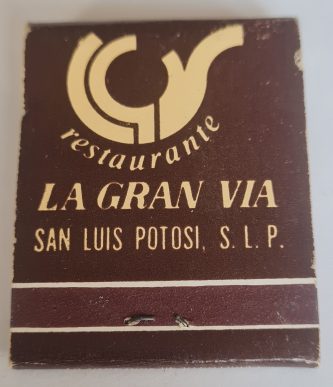 restaurante
LA GRAN VIA
SAN LUIS POTOSI, S. L. P.